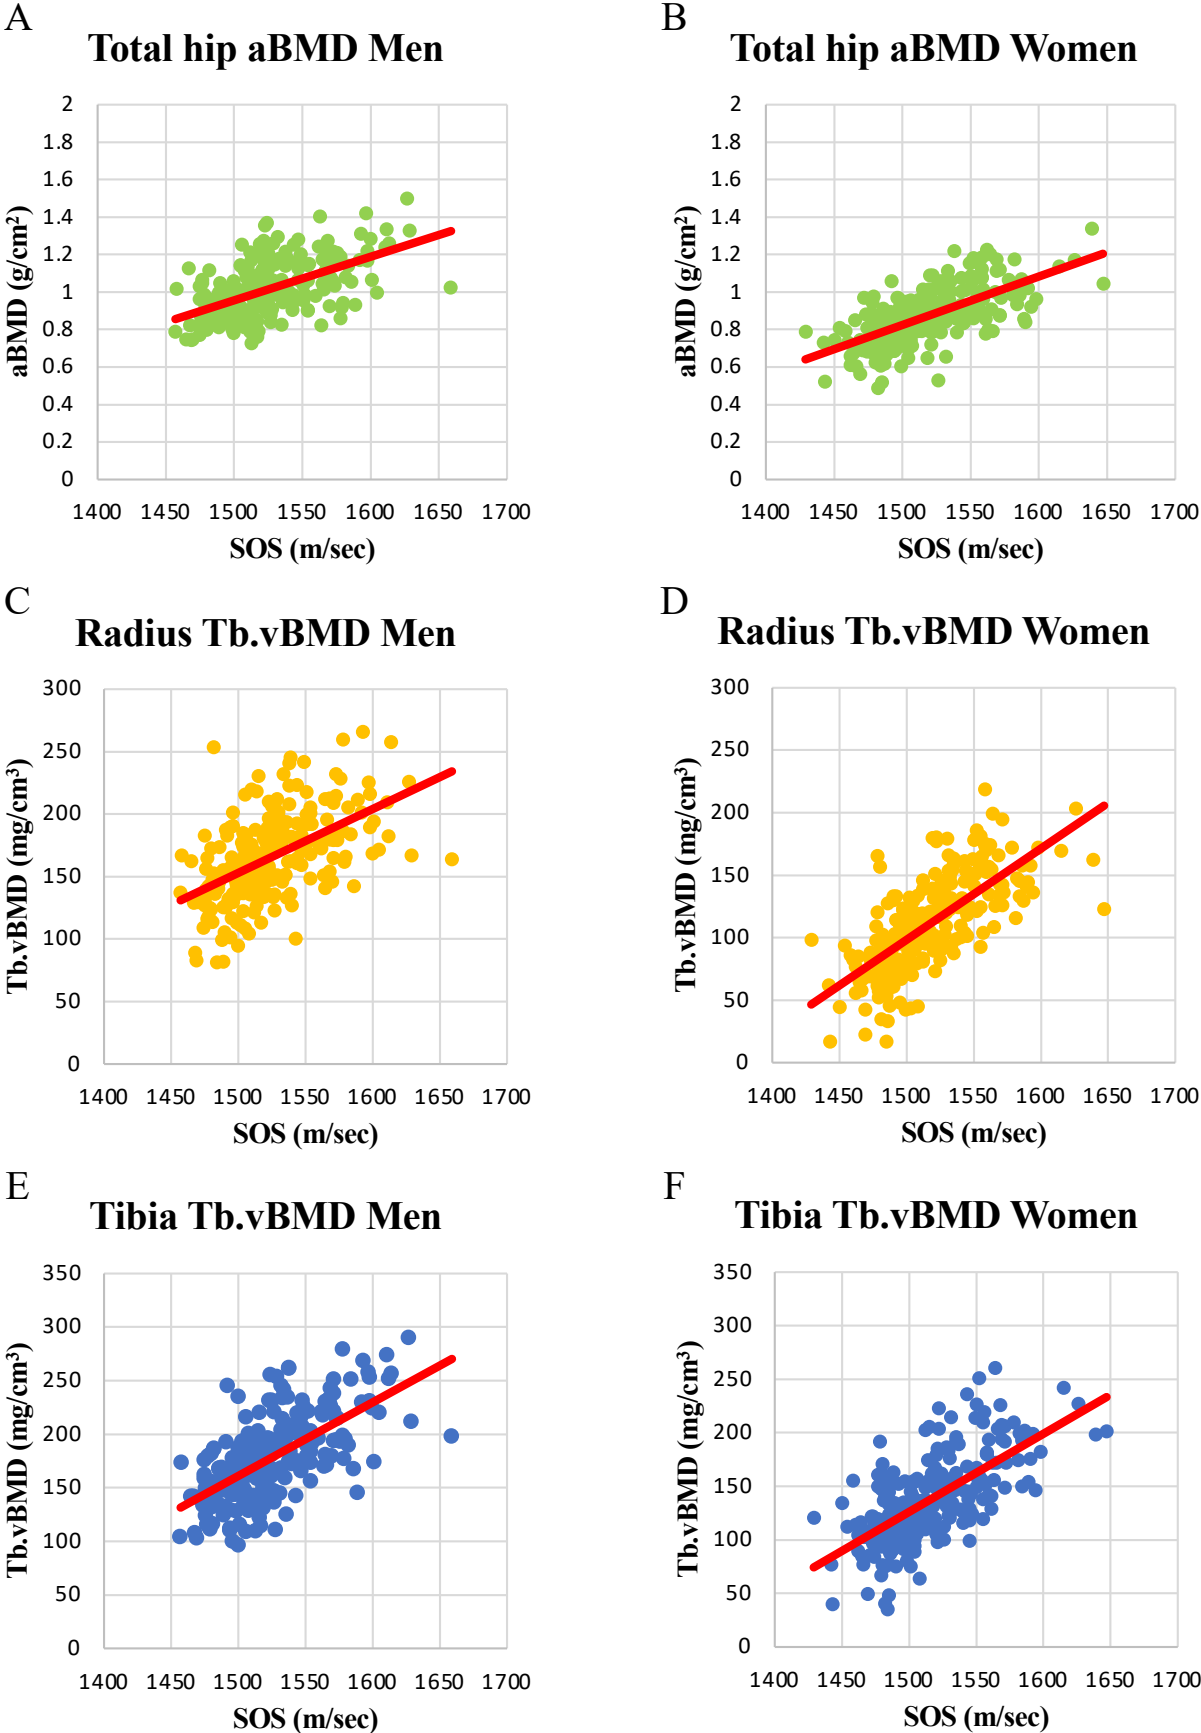 A
Total hip aBMD Men
2
1.8
1.6
1.4
1.2
1
0.8
0.6
0.4
0.2
0
aBMD (g/cm²)
1400 1450 1500 1550 1600 1650 1700
SOS (m/sec)
B
Total hip aBMD Women
2
1.8
1.6
1.4
1.2
1
0.8
0.6
0.4
0.2
0
aBMD (g/cm²)
1400 1450 1500 1550 1600 1650 1700
SOS (m/sec)
C
Radius Tb.vBMD Men
300
250
200
150
100
50
0
Tb.vBMD (mg/cm³)
1400 1450 1500 1550 1600 1650 1700
SOS (m/sec)
D
Radius Tb.vBMD Women
300
250
200
150
100
50
0
Tb.vBMD (mg/cm³)
1400 1450 1500 1550 1600 1650 1700
SOS (m/sec)
E
Tibia Tb.vBMD Men
350
300
250
200
150
100
50
0
Tb.vBMD (mg/cm³)
1400 1450 1500 1550 1600 1650 1700
SOS (m/sec)
F
Tibia Tb.vBMD Women
350
300
250
200
150
100
50
0
Tb.vBMD (mg/cm³)
1400 1450 1500 1550 1600 1650 1700
SOS (m/sec)